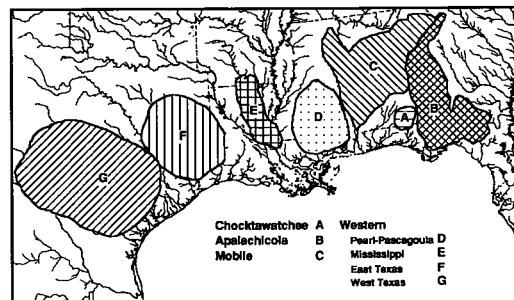 C
E
D
A
B
F
G
Chocktawatchee A Western
Apalachicola B Pearl-Pascagoula D
Mobile C Mississippi E
East Texas F
West Texas G